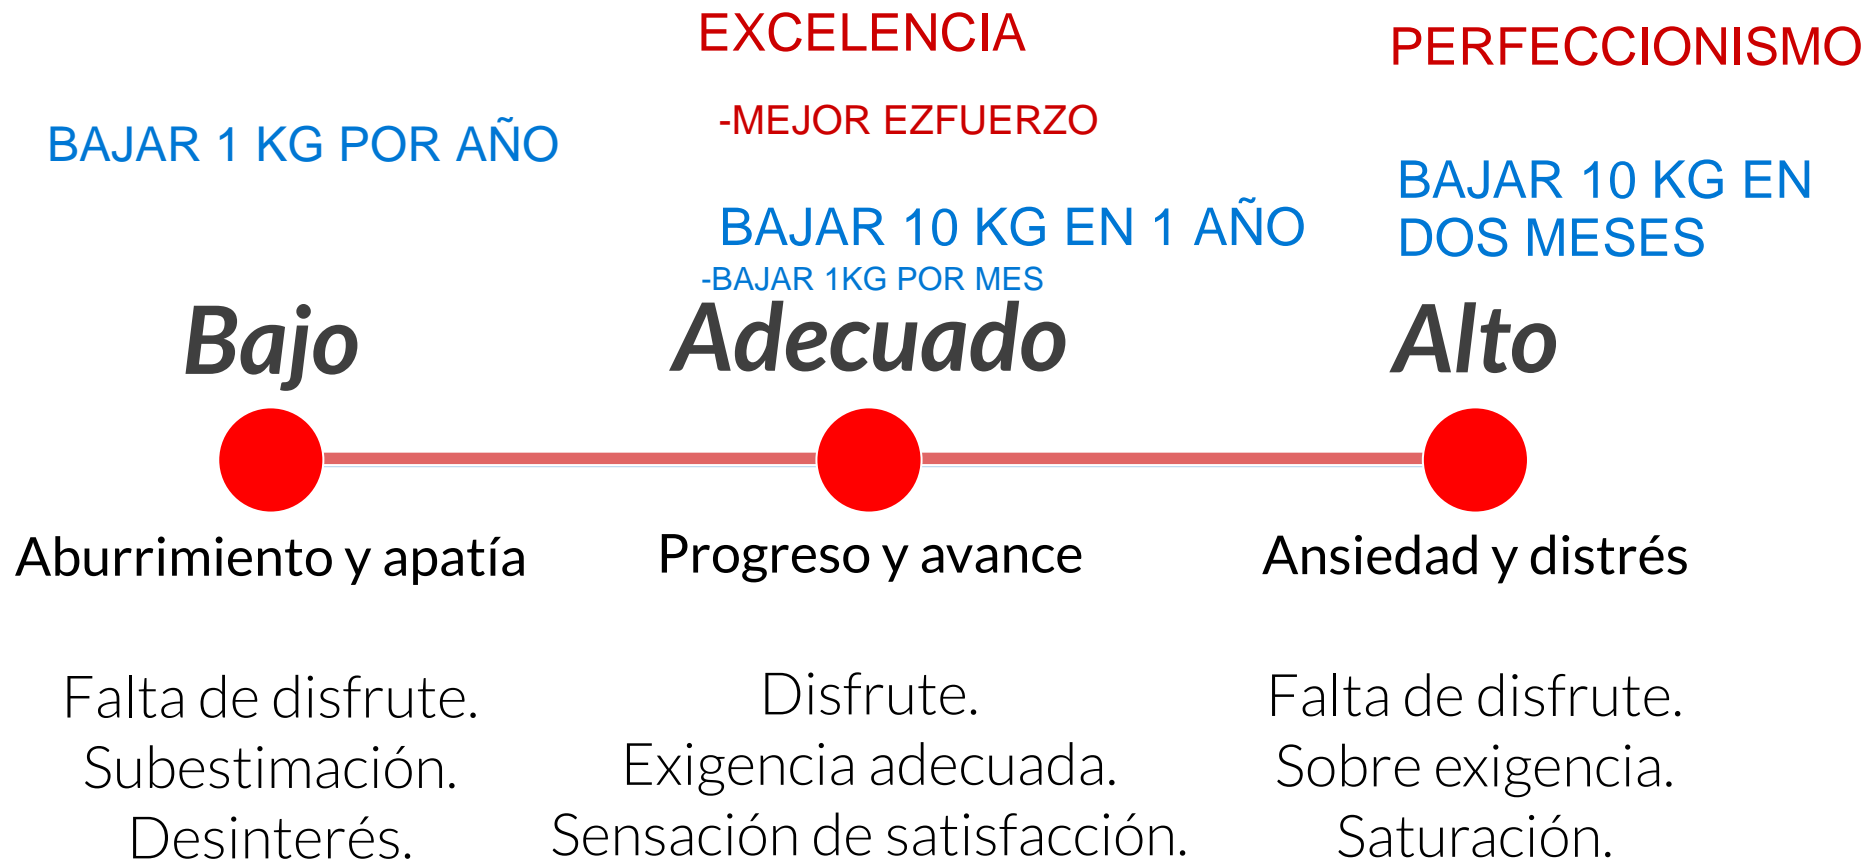 EXCELENCIA
PERFECCIONISMO
-MEJOR EZFUERZO
BAJAR 1 KG POR AÑO
BAJAR 10 KG EN
DOS MESES
BAJAR 10 KG EN 1 AÑO
-BAJAR 1KG POR MES
Bajo
Adecuado
Alto
Aburrimiento y apatía
Progreso y avance
Ansiedad y distrés
Falta de disfrute.
Subestimación.
Desinterés.
Disfrute.
Exigencia adecuada.
Sensación de satisfacción.
Falta de disfrute.
Sobre exigencia.
Saturación.